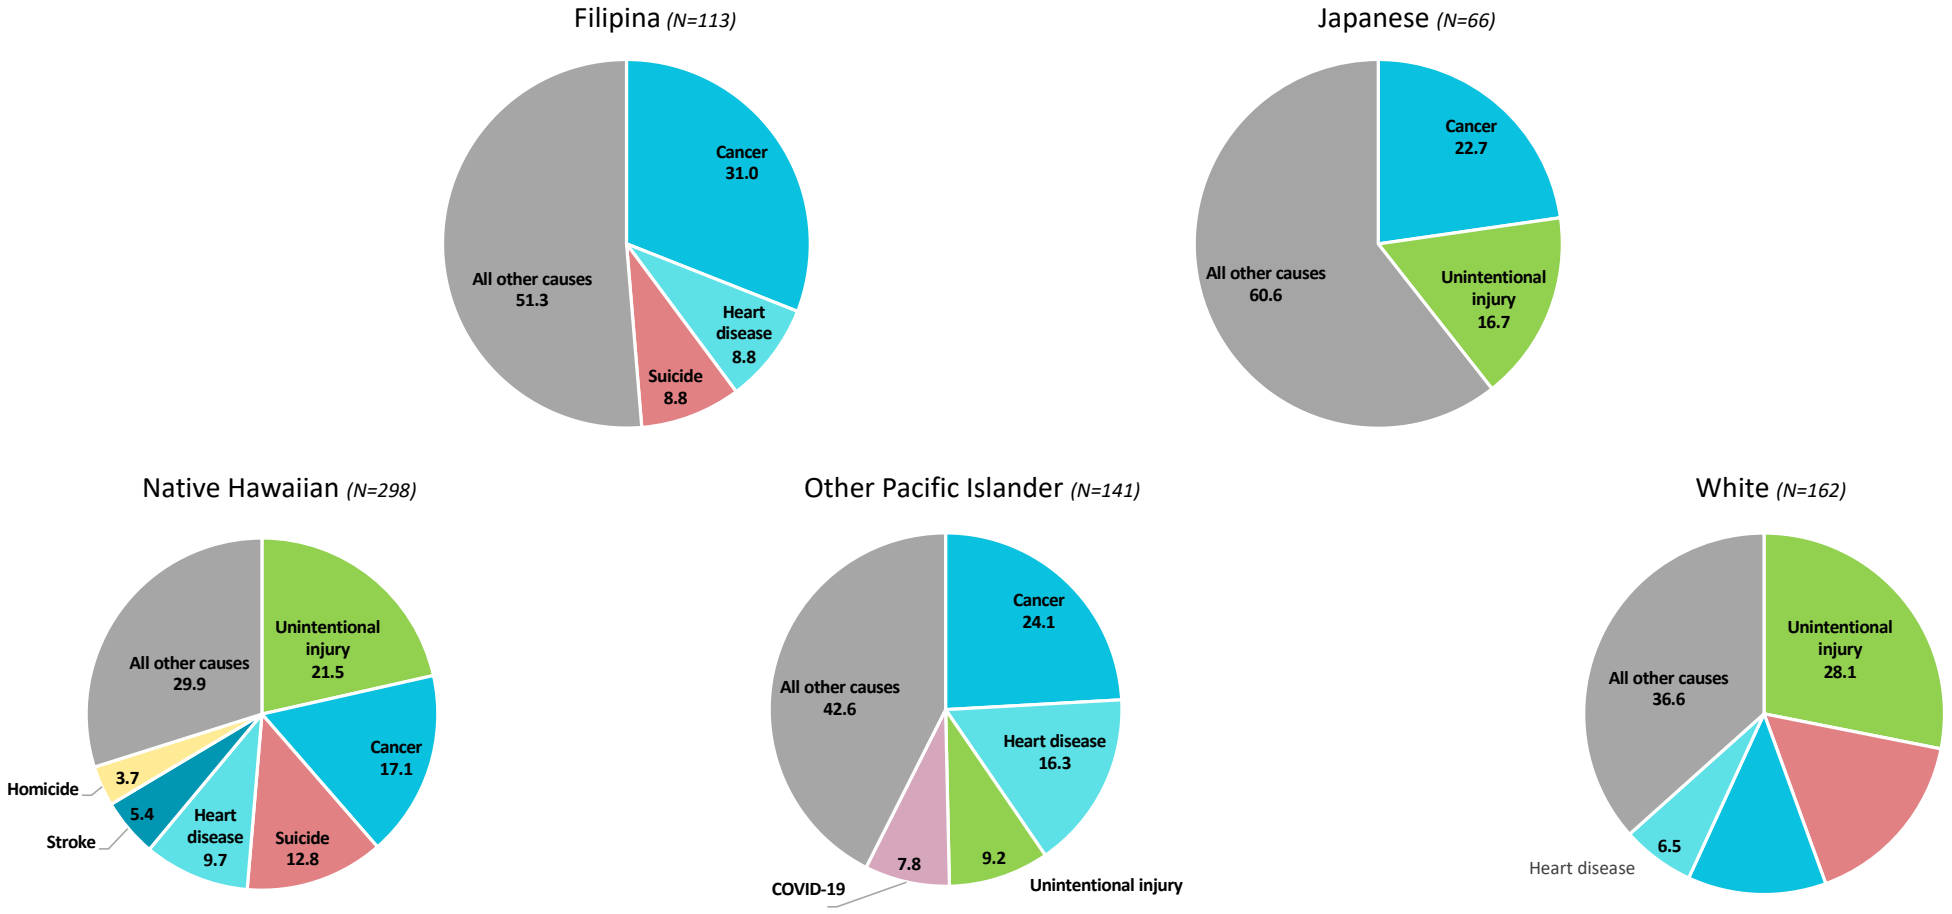 Filipina (N=113)
Cancer
31.0
Heart
disease
8.8
Suicide
8.8
All other causes
51.3
Japanese (N=66)
Cancer
22.7
Unintentional
injury
16.7
All other causes
60.6
Native Hawaiian (N=298)
Unintentional
injury
21.5
Cancer
17.1
Suicide
12.8
Heart
disease
9.7
5.4
Stroke
3.7
Homicide
All other causes
29.9
Other Pacific Islander (N=141)
Cancer
24.1
Heart disease
16.3
9.2
Unintentional injury
7.8
COVID-19
All other causes
42.6
White (N=162)
Unintentional
injury
28.1
6.5
Heart disease
All other causes
36.6